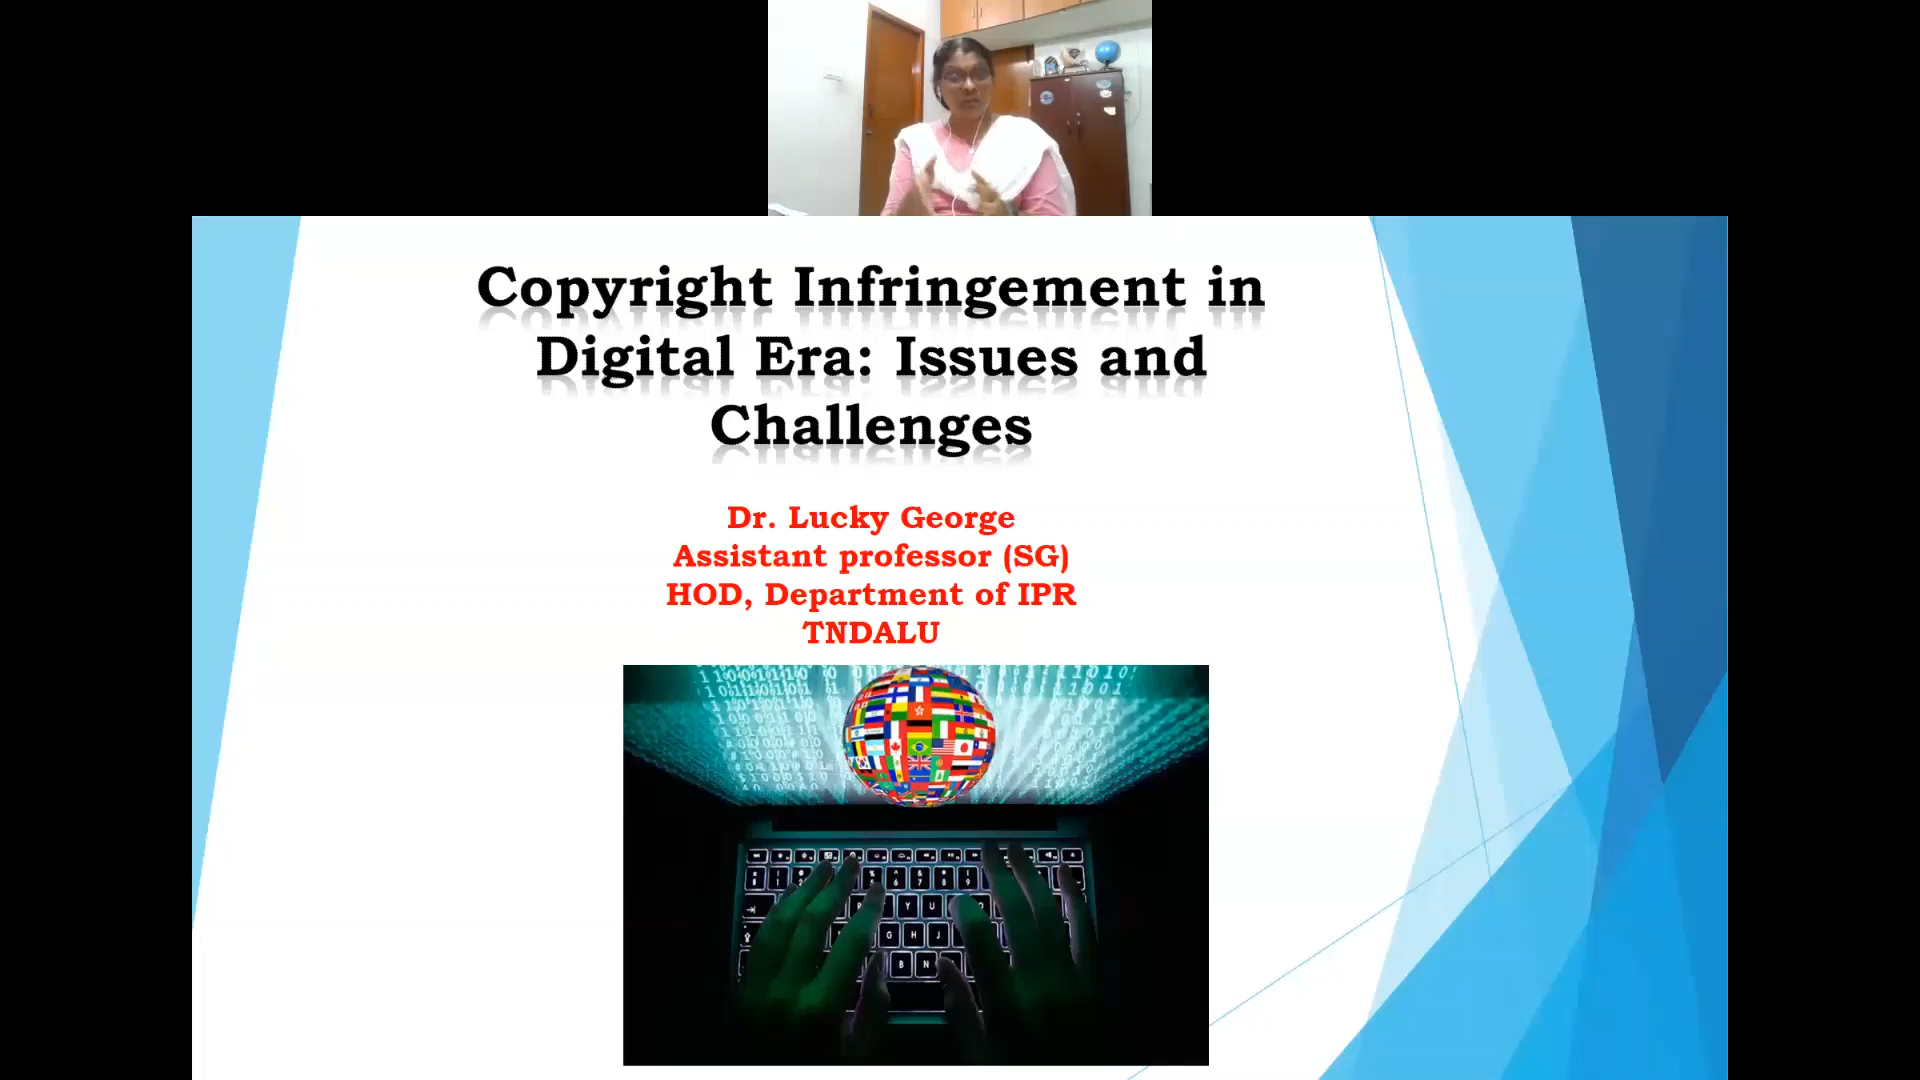 Copyright Infringement in
Digital Era: Issues and
Challenges
Dr. Lucky George
Assistant professor (SG)
HOD, Department of IPR
TNDALU